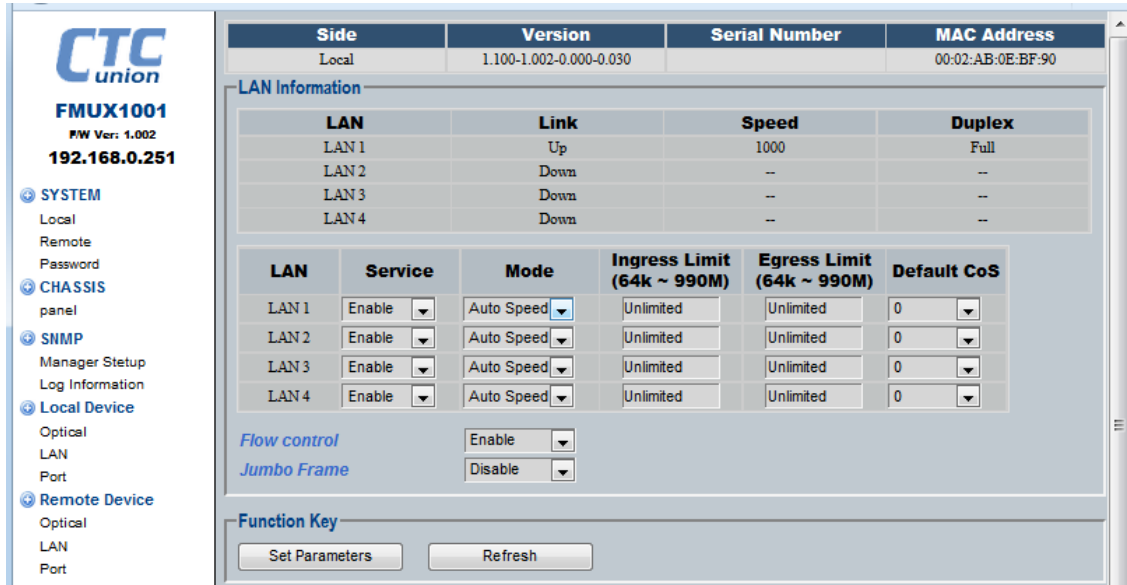 CTC
union
FMUX1001
F/W Ver: 1.002
192.168.0.251
SYSTEM
Local
Remote
Password
CHASSIS
panel
SNMP
Manager Stetup
Log Information
Local Device
Optical
LAN
Port
Remote Device
Optical
LAN
Port
Side Version Serial Number MAC Address
Local 1.100-1.002-0.000-0.030 00:02:AB:0E:BF:90
LAN Information
LAN Link Speed Duplex
LAN 1 Up 1000 Full
LAN 2 Down -- --
LAN 3 Down -- --
LAN 4 Down -- --
LAN Service Mode Ingress Limit (64k ~ 990M) Egress Limit (64k ~ 990M) Default CoS
LAN 1 Enable Auto Speed Unlimited Unlimited 0
LAN 2 Enable Auto Speed Unlimited Unlimited 0
LAN 3 Enable Auto Speed Unlimited Unlimited 0
LAN 4 Enable Auto Speed Unlimited Unlimited 0
Flow control Enable
Jumbo Frame Disable
Function Key
Set Parameters Refresh